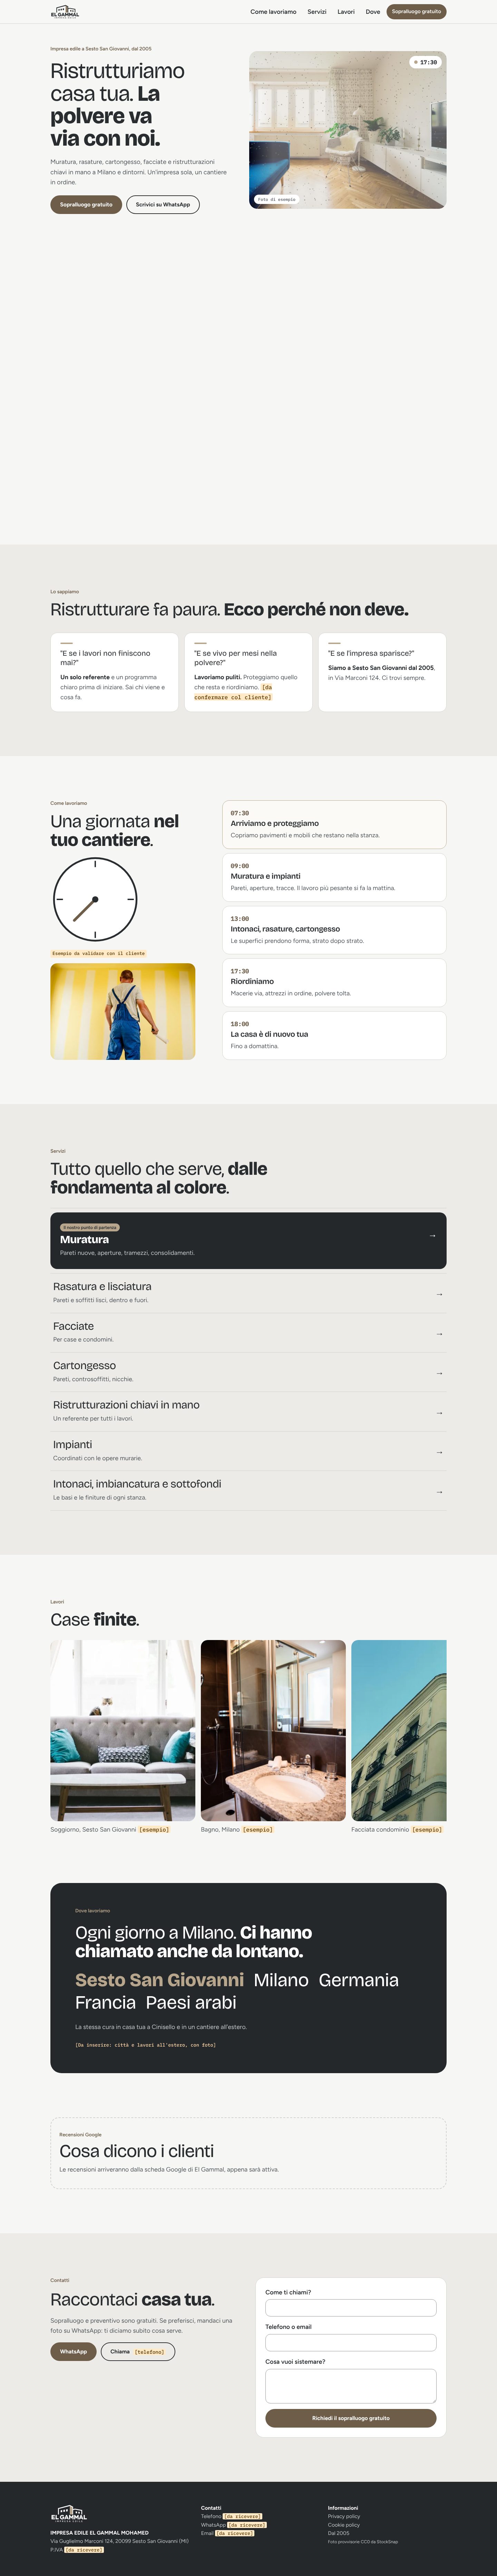 EL GAMMAL
IMPRESA EDILE
Come lavoriamo
Servizi
Lavori
Dove
Sopralluogo gratuito
Impresa edile a Sesto San Giovanni, dal 2005
Ristrutturiamo
casa tua. La
polvere va
via con noi.
Muratura, rasature, cartongesso, facciate e ristrutturazioni
chiavi in mano a Milano e dintorni. Un'impresa sola, un cantiere
in ordine.
Sopralluogo gratuito
Scrivici su WhatsApp
17:30
Foto di esempio
Lo sappiamo
Ristrutturare fa paura. Ecco perché non deve.
"E se i lavori non finiscono
mai?"
Un solo referente e un programma
chiaro prima di iniziare. Sai chi viene e
cosa fa.
"E se vivo per mesi nella
polvere?"
Lavoriamo puliti. Proteggiamo quello
che resta e riordiniamo. [da
confermare col cliente]
"E se l'impresa sparisce?"
Siamo a Sesto San Giovanni dal 2005,
in Via Marconi 124. Ci trovi sempre.
Come lavoriamo
Una giornata nel
tuo cantiere.
Esempio da validare con il cliente
07:30
Arriviamo e proteggiamo
Copriamo pavimenti e mobili che restano nella stanza.
09:00
Muratura e impianti
Pareti, aperture, tracce. Il lavoro più pesante si fa la mattina.
13:00
Intonaci, rasature, cartongesso
Le superfici prendono forma, strato dopo strato.
17:30
Riordiniamo
Macerie via, attrezzi in ordine, polvere tolta.
18:00
La casa è di nuovo tua
Fino a domattina.
Servizi
Tutto quello che serve, dalle
fondamenta al colore.
Il nostro punto di partenza
Muratura
Pareti nuove, aperture, tramezzi, consolidamenti.
→
Rasatura e lisciatura
Pareti e soffitti lisci, dentro e fuori.
→
Facciate
Per case e condomini.
→
Cartongesso
Pareti, controsoffitti, nicchie.
→
Ristrutturazioni chiavi in mano
Un referente per tutti i lavori.
→
Impianti
Coordinati con le opere murarie.
→
Intonaci, imbiancatura e sottofondi
Le basi e le finiture di ogni stanza.
→
Lavori
Case finite.
Soggiorno, Sesto San Giovanni [esempio]
Bagno, Milano [esempio]
Facciata condominio [esempio]
Dove lavoriamo
Ogni giorno a Milano. Ci hanno
chiamato anche da lontano.
Sesto San Giovanni Milano Germania
Francia Paesi arabi
La stessa cura in casa tua a Cinisello e in un cantiere all'estero.
[Da inserire: città e lavori all'estero, con foto]
Recensioni Google
Cosa dicono i clienti
Le recensioni arriveranno dalla scheda Google di El Gammal, appena sarà attiva.
Contatti
Raccontaci casa tua.
Sopralluogo e preventivo sono gratuiti. Se preferisci, mandaci una
foto su WhatsApp: ti diciamo subito cosa serve.
WhatsApp
Chiama [telefono]
Come ti chiami?
Telefono o email
Cosa vuoi sistemare?
Richiedi il sopralluogo gratuito
EL GAMMAL
IMPRESA EDILE
IMPRESA EDILE EL GAMMAL MOHAMED
Via Guglielmo Marconi 124, 20099 Sesto San Giovanni (MI)
P.IVA [da ricevere]
Contatti
Telefono [da ricevere]
WhatsApp [da ricevere]
Email [da ricevere]
Informazioni
Privacy policy
Cookie policy
Dal 2005
Foto provvisorie CC0 da StockSnap